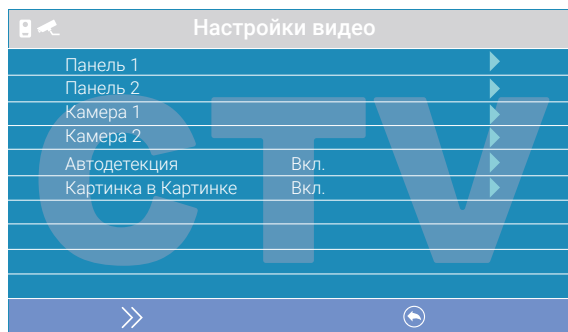 Настройки видео
Панель 1
Панель 2
Камера 1
Камера 2
Автодетекция Вкл.
Картинка в Картинке Вкл.
CTV